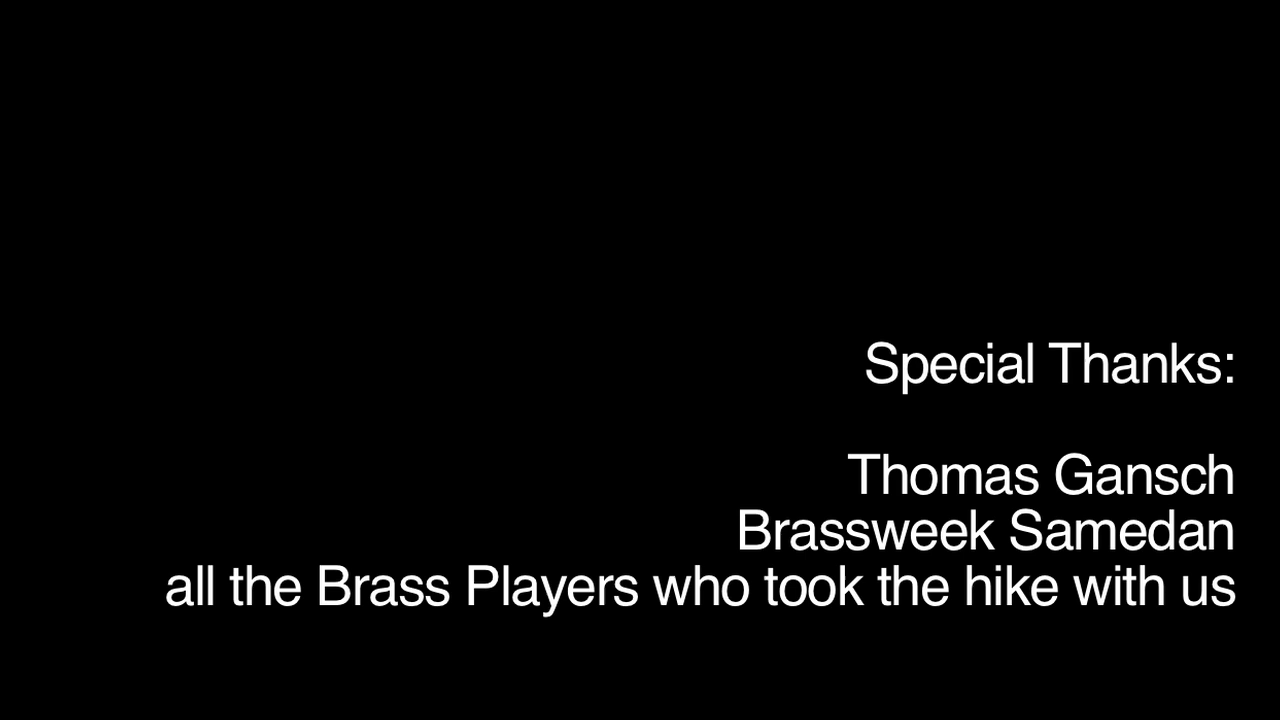 Special Thanks:
Thomas Gansch
Brassweek Samedan
all the Brass Players who took the hike with us